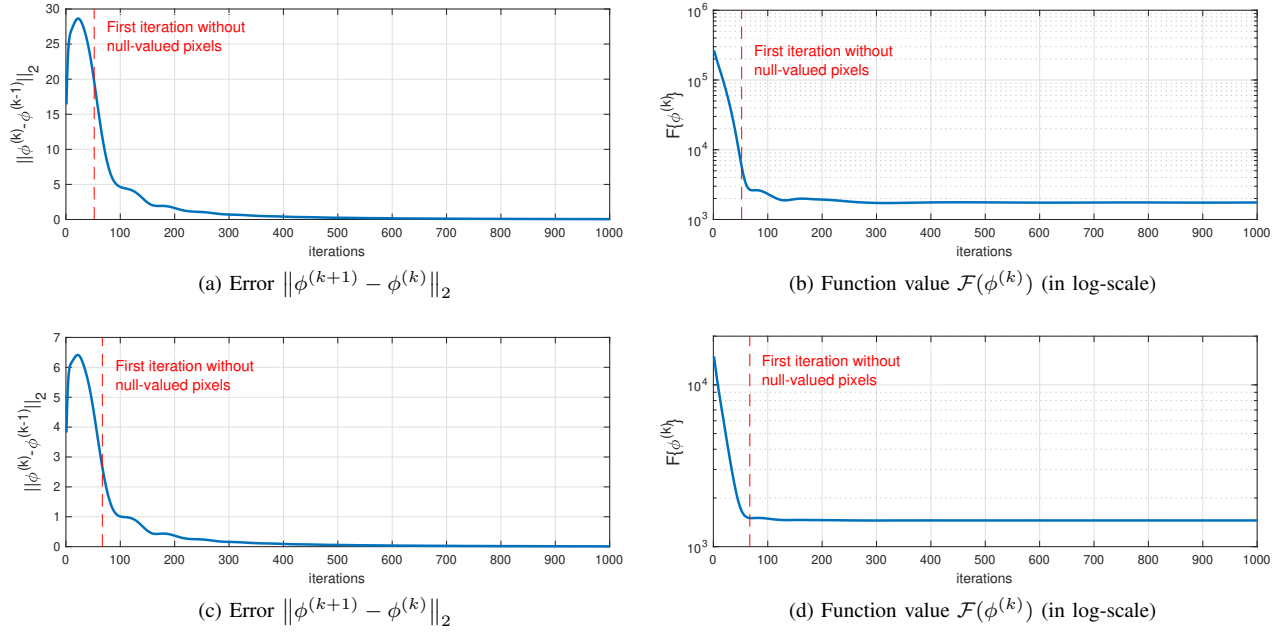 30
25
20
15
10
5
0
||ϕ^(k)-ϕ^(k-1)||_2
First iteration without
null-valued pixels
0 100 200 300 400 500 600 700 800 900 1000
iterations
(a) Error ||ϕ^(k+1) − ϕ^(k)||_2
10^6
10^5
10^4
10^3
F{ϕ^(k)}
First iteration without
null-valued pixels
0 100 200 300 400 500 600 700 800 900 1000
iterations
(b) Function value F(ϕ^(k)) (in log-scale)
7
6
5
4
3
2
1
0
||ϕ^(k)-ϕ^(k-1)||_2
First iteration without
null-valued pixels
0 100 200 300 400 500 600 700 800 900 1000
iterations
(c) Error ||ϕ^(k+1) − ϕ^(k)||_2
10^4
10^3
F{ϕ^(k)}
First iteration without
null-valued pixels
0 100 200 300 400 500 600 700 800 900 1000
iterations
(d) Function value F(ϕ^(k)) (in log-scale)